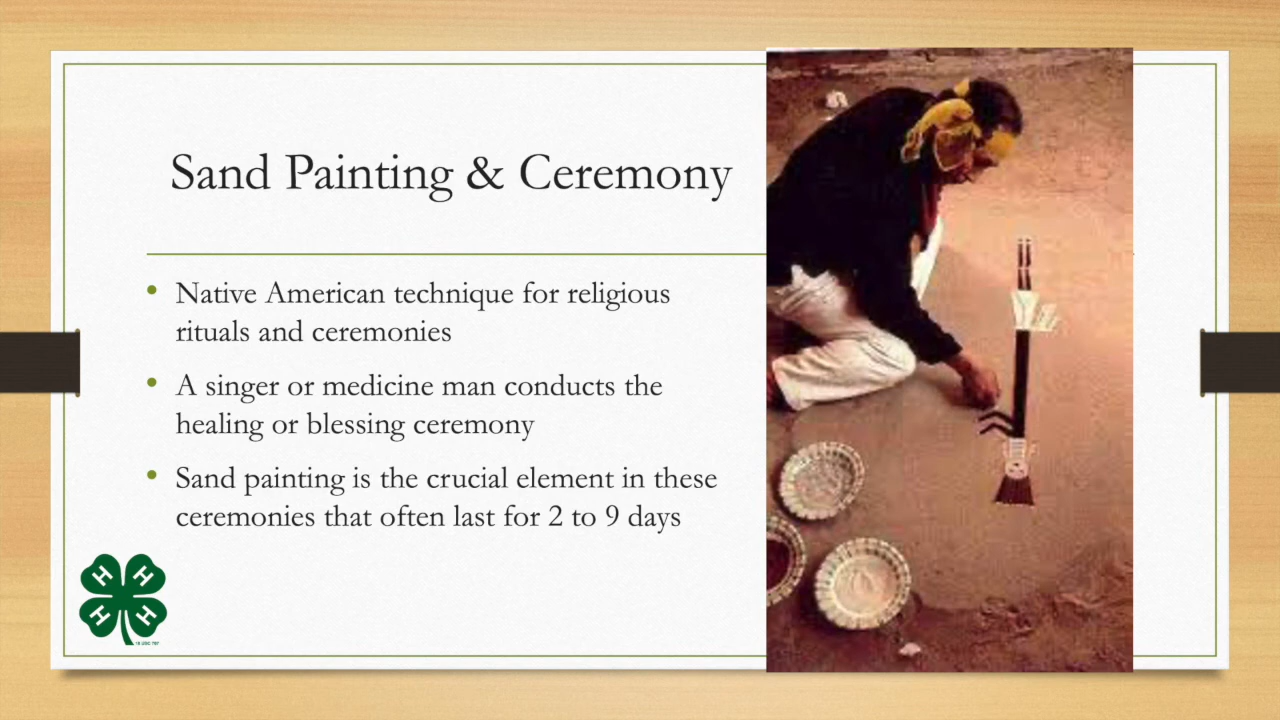 Sand Painting & Ceremony
• Native American technique for religious
rituals and ceremonies
• A singer or medicine man conducts the
healing or blessing ceremony
• Sand painting is the crucial element in these
ceremonies that often last for 2 to 9 days
H H
H H